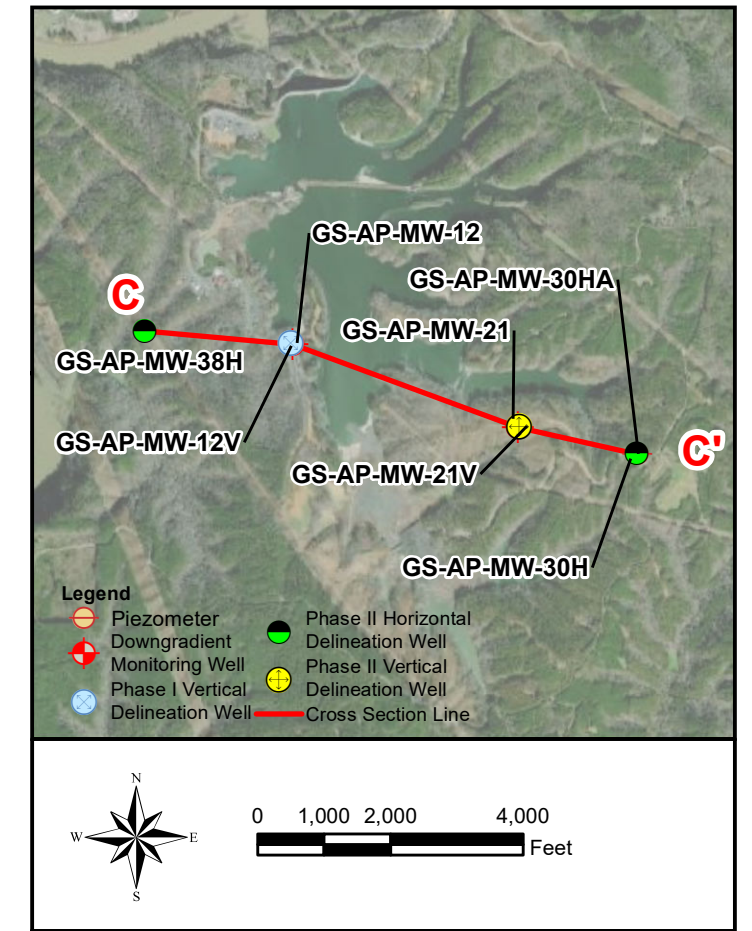 GS-AP-MW-12
GS-AP-MW-30HA
C
GS-AP-MW-21
GS-AP-MW-38H
GS-AP-MW-12V
C'
GS-AP-MW-21V
GS-AP-MW-30H
Legend
Piezometer
Downgradient
Monitoring Well
Phase I Vertical
Delineation Well
Phase II Horizontal
Delineation Well
Phase II Vertical
Delineation Well
Cross Section Line
N
W
E
S
0 1,000 2,000 4,000
Feet